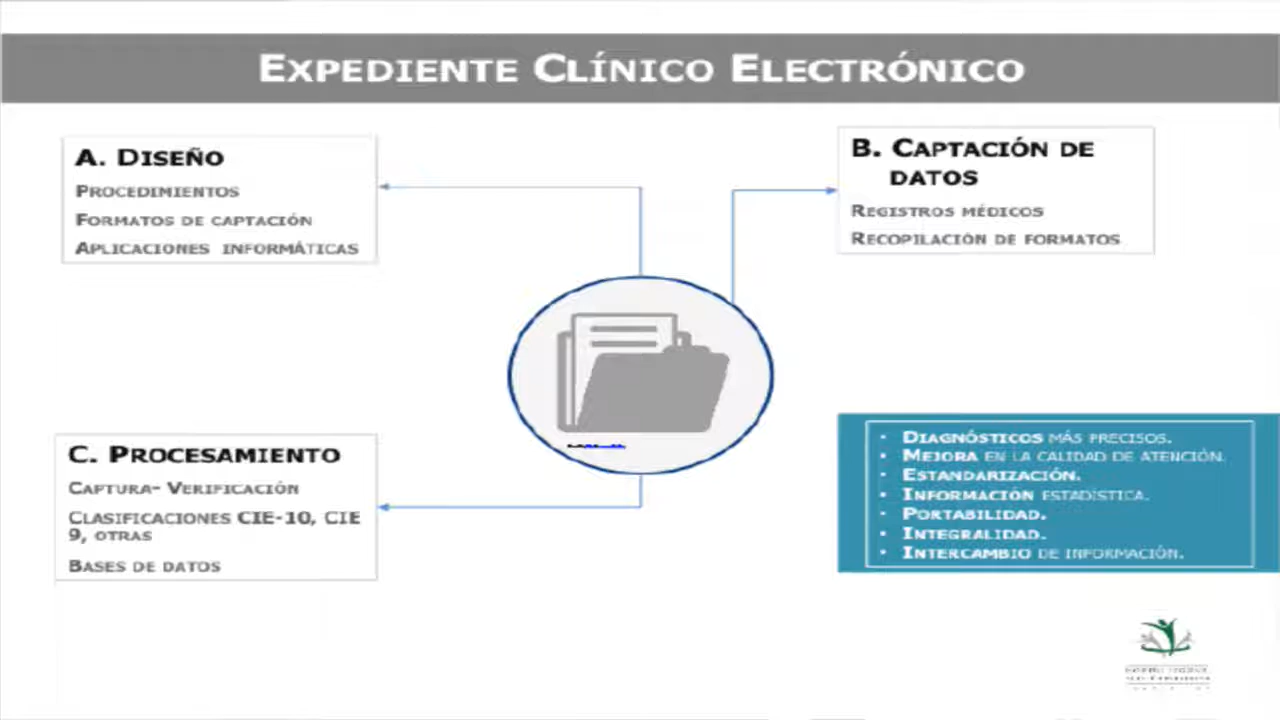 EXPEDIENTE CLÍNICO ELECTRÓNICO
A. DISEÑO
PROCEDIMIENTOS
FORMATOS DE CAPTACIÓN
APLICACIONES INFORMÁTICAS
B. CAPTACIÓN DE
DATOS
REGISTROS MÉDICOS
RECOPILACIÓN DE FORMATOS
C. PROCESAMIENTO
CAPTURA- VERIFICACIÓN
CLASIFICACIONES CIE-10, CIE
9, OTRAS
BASES DE DATOS
• DIAGNÓSTICOS MÁS PRECISOS.
• MEJORA EN LA CALIDAD DE ATENCIÓN.
• ESTANDARIZACIÓN.
• INFORMACIÓN ESTADÍSTICA.
• PORTABILIDAD.
• INTEGRALIDAD.
• INTERCAMBIO DE INFORMACIÓN.